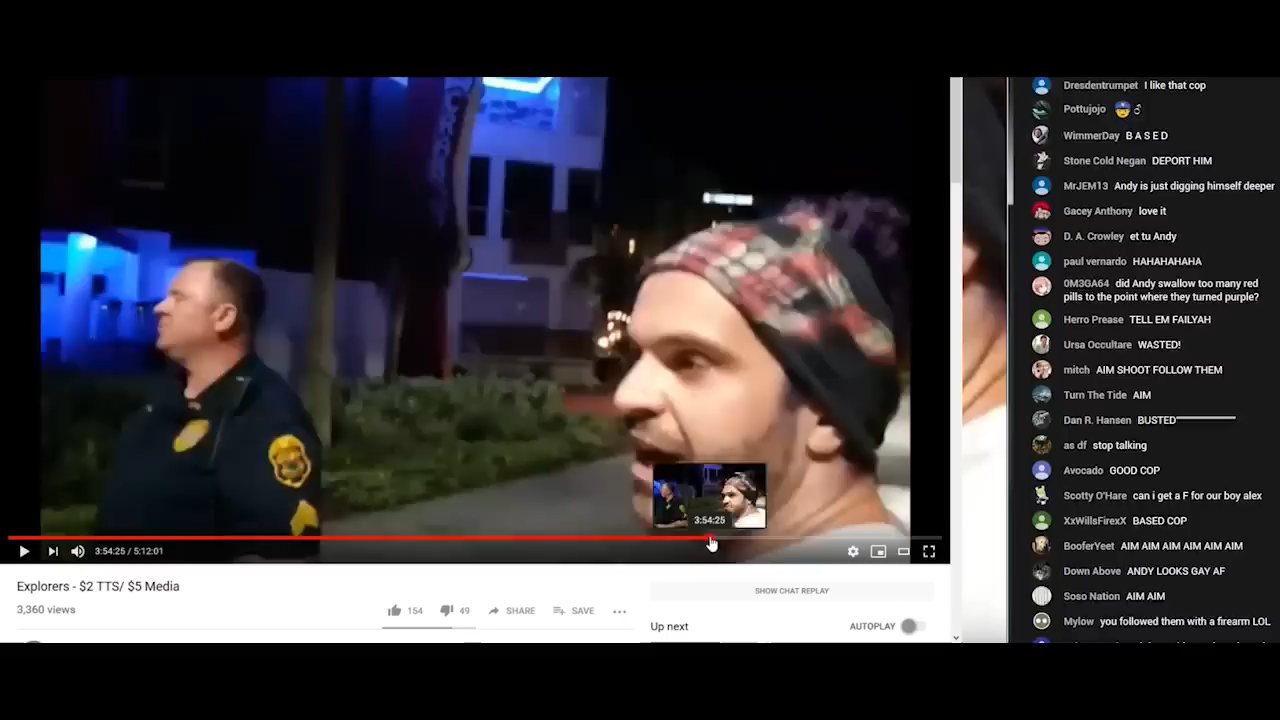 Dresdentrumpet I like that cop
Pottujojo
WimmerDay B A S E D
Stone Cold Negan DEPORT HIM
MrJEM13 Andy is just digging himself deeper
Gacey Anthony love it
D. A. Crowley et tu Andy
paul vernardo HAHAHAHAHA
0M3GA64 did Andy swallow too many red
pills to the point where they turned purple?
Herro Prease TELL EM FAILYAH
Ursa Occultare WASTED!
mitch AIM SHOOT FOLLOW THEM
Turn The Tide AIM
Dan R. Hansen BUSTED
as df stop talking
Avocado GOOD COP
Scotty O'Hare can i get a F for our boy alex
XxWillsFirexX BASED COP
BooferYeet AIM AIM AIM AIM AIM AIM
Down Above ANDY LOOKS GAY AF
Soso Nation AIM AIM
Mylow you followed them with a firearm LOL
3:54:25
3:54:25 / 5:12:01
Explorers - $2 TTS/ $5 Media
3,360 views
154 49 SHARE SAVE
SHOW CHAT REPLAY
Up next AUTOPLAY